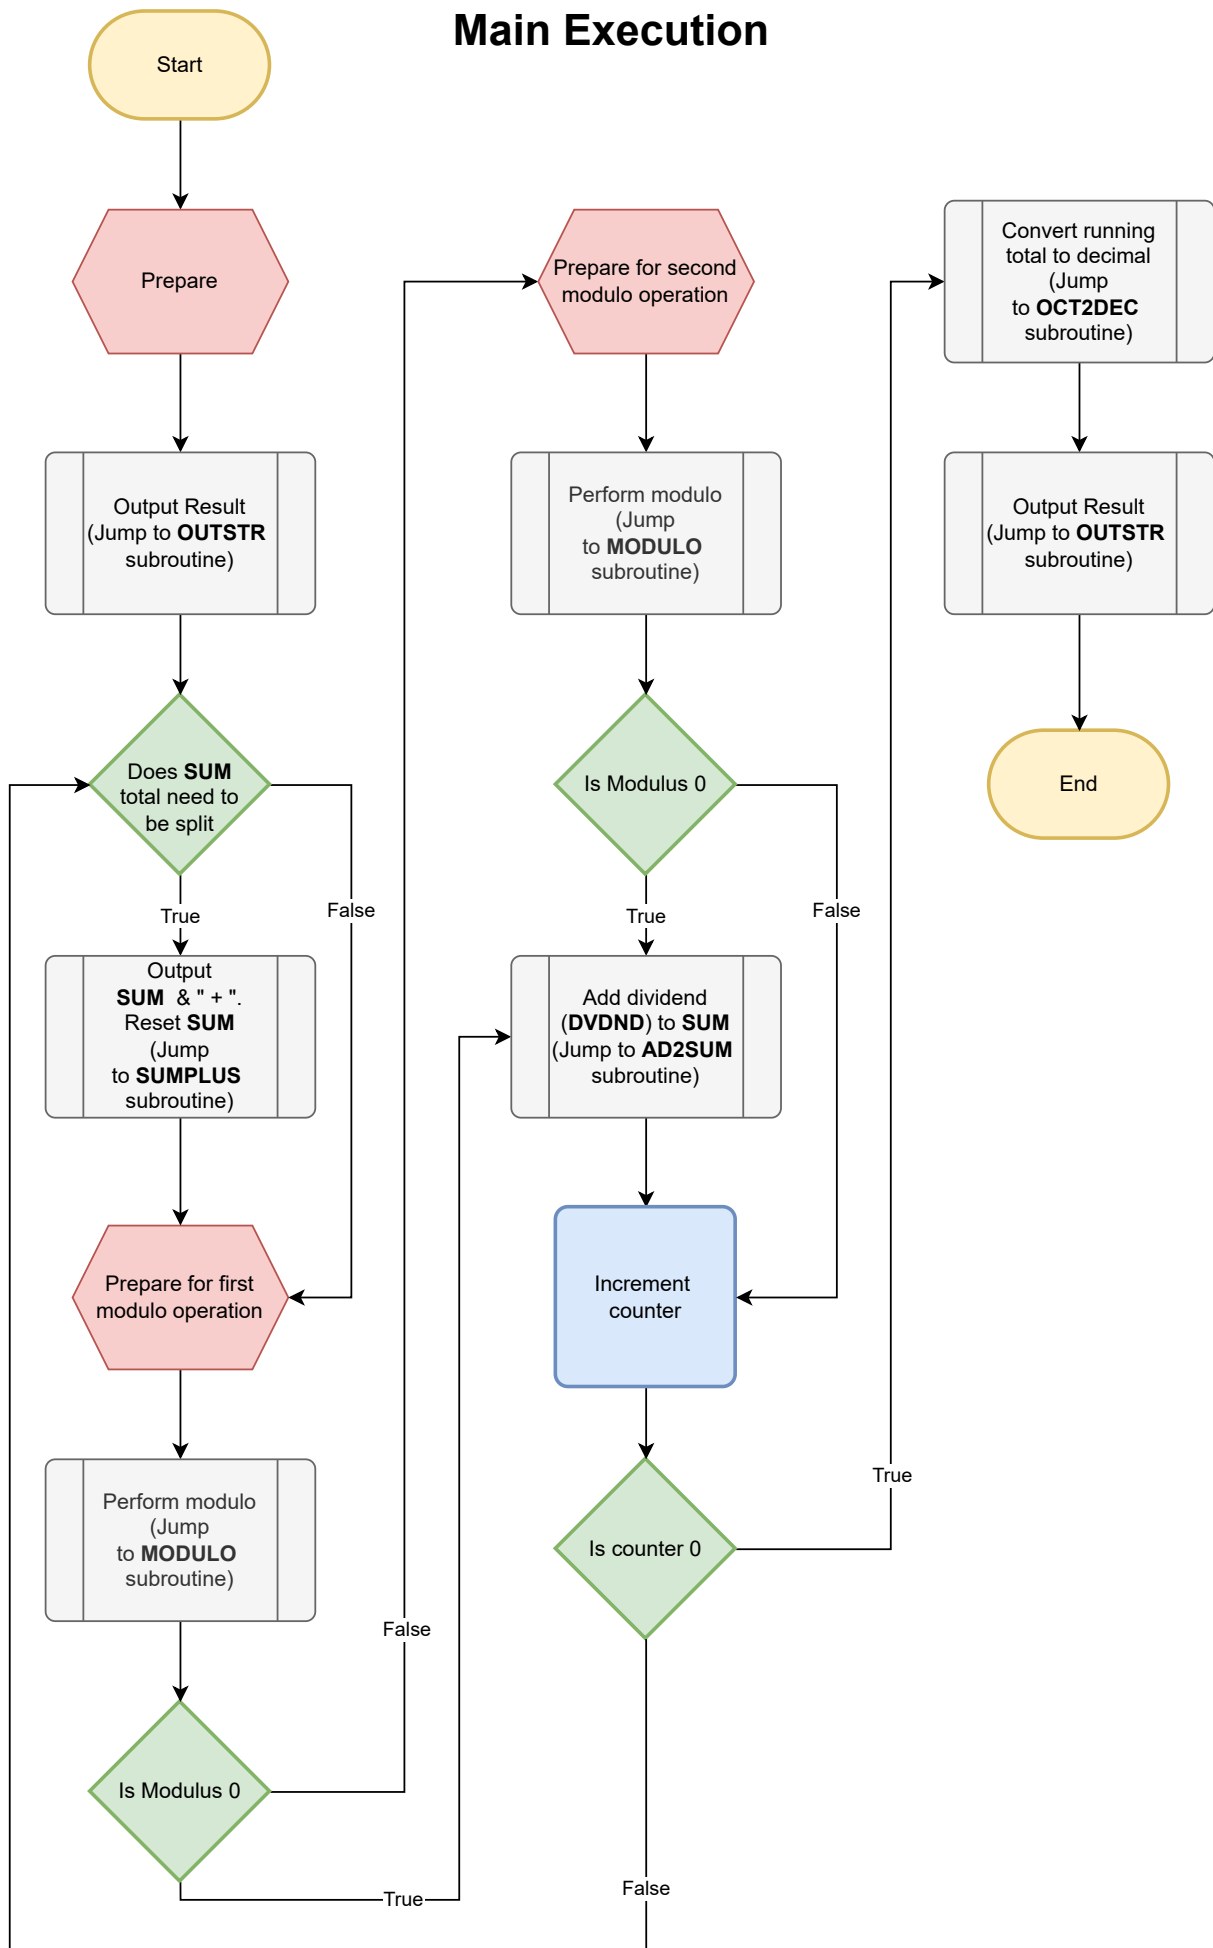 Main Execution
Start
Prepare
Output Result
(Jump to OUTSTR
subroutine)
Does SUM
total need to
be split
True
False
Output
SUM & " + ".
Reset SUM
(Jump
to SUMPLUS
subroutine)
Prepare for first
modulo operation
Perform modulo
(Jump
to MODULO
subroutine)
Is Modulus 0
False
True
Prepare for second
modulo operation
Perform modulo
(Jump
to MODULO
subroutine)
Is Modulus 0
True
False
Add dividend
(DVDND) to SUM
(Jump to AD2SUM
subroutine)
Increment
counter
Is counter 0
True
False
Convert running
total to decimal
(Jump
to OCT2DEC
subroutine)
Output Result
(Jump to OUTSTR
subroutine)
End